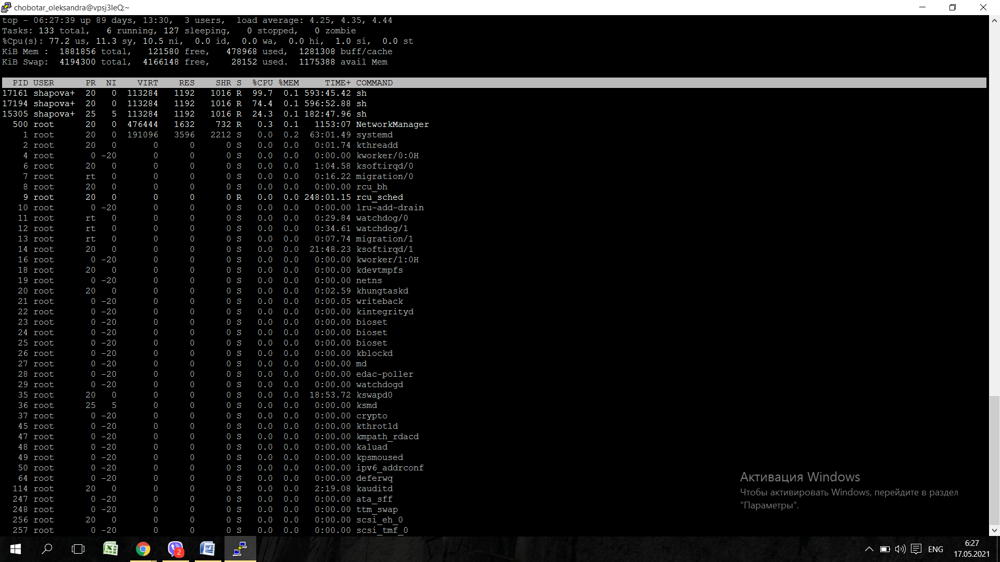 chobotar_oleksandra@vpsj3IeQ:~
top - 06:27:39 up 89 days, 13:30,  3 users,  load average: 4.25, 4.35, 4.44
Tasks: 133 total,   6 running, 127 sleeping,   0 stopped,   0 zombie
%Cpu(s): 77.2 us, 11.3 sy, 10.5 ni,  0.0 id,  0.0 wa,  0.0 hi,  1.0 si,  0.0 st
KiB Mem :  1881856 total,   121580 free,   478968 used,  1281308 buff/cache
KiB Swap:  4194300 total,  4166148 free,    28152 used.  1175388 avail Mem
PID USER      PR  NI    VIRT    RES    SHR S  %CPU %MEM     TIME+ COMMAND
17161 shapova+  20   0  113284   1192   1016 R  99.7  0.1 593:45.42 sh
17194 shapova+  20   0  113284   1192   1016 R  74.4  0.1 596:52.88 sh
15305 shapova+  25   5  113284   1192   1016 R  24.3  0.1 182:47.96 sh
500 root      20   0  476444   1632    732 R   0.3  0.1   1153:07 NetworkManager
1 root      20   0  191096   3596   2212 S   0.0  0.2  63:01.49 systemd
2 root      20   0       0      0      0 S   0.0  0.0   0:01.74 kthreadd
4 root       0 -20       0      0      0 S   0.0  0.0   0:00.00 kworker/0:0H
6 root      20   0       0      0      0 S   0.0  0.0   1:04.58 ksoftirqd/0
7 root      rt   0       0      0      0 S   0.0  0.0   0:16.22 migration/0
8 root      20   0       0      0      0 S   0.0  0.0   0:00.00 rcu_bh
9 root      20   0       0      0      0 R   0.0  0.0 248:01.15 rcu_sched
10 root       0 -20       0      0      0 S   0.0  0.0   0:00.00 lru-add-drain
11 root      rt   0       0      0      0 S   0.0  0.0   0:29.84 watchdog/0
12 root      rt   0       0      0      0 S   0.0  0.0   0:34.61 watchdog/1
13 root      rt   0       0      0      0 S   0.0  0.0   0:07.74 migration/1
14 root      20   0       0      0      0 S   0.0  0.0  21:48.23 ksoftirqd/1
16 root       0 -20       0      0      0 S   0.0  0.0   0:00.00 kworker/1:0H
18 root      20   0       0      0      0 S   0.0  0.0   0:00.00 kdevtmpfs
19 root       0 -20       0      0      0 S   0.0  0.0   0:00.00 netns
20 root      20   0       0      0      0 S   0.0  0.0   0:02.59 khungtaskd
21 root       0 -20       0      0      0 S   0.0  0.0   0:00.05 writeback
22 root       0 -20       0      0      0 S   0.0  0.0   0:00.00 kintegrityd
23 root       0 -20       0      0      0 S   0.0  0.0   0:00.00 bioset
24 root       0 -20       0      0      0 S   0.0  0.0   0:00.00 bioset
25 root       0 -20       0      0      0 S   0.0  0.0   0:00.00 bioset
26 root       0 -20       0      0      0 S   0.0  0.0   0:00.00 kblockd
27 root       0 -20       0      0      0 S   0.0  0.0   0:00.00 md
28 root       0 -20       0      0      0 S   0.0  0.0   0:00.00 edac-poller
29 root       0 -20       0      0      0 S   0.0  0.0   0:00.00 watchdogd
35 root      20   0       0      0      0 S   0.0  0.0  18:53.72 kswapd0
36 root      25   5       0      0      0 S   0.0  0.0   0:00.00 ksmd
37 root       0 -20       0      0      0 S   0.0  0.0   0:00.00 crypto
45 root       0 -20       0      0      0 S   0.0  0.0   0:00.00 kthrotld
47 root       0 -20       0      0      0 S   0.0  0.0   0:00.00 kmpath_rdacd
48 root       0 -20       0      0      0 S   0.0  0.0   0:00.00 kaluad
49 root       0 -20       0      0      0 S   0.0  0.0   0:00.00 kpsmoused
50 root       0 -20       0      0      0 S   0.0  0.0   0:00.00 ipv6_addrconf
64 root       0 -20       0      0      0 S   0.0  0.0   0:00.00 deferwq
114 root      20   0       0      0      0 S   0.0  0.0   2:19.08 kauditd
247 root       0 -20       0      0      0 S   0.0  0.0   0:00.00 ata_sff
248 root       0 -20       0      0      0 S   0.0  0.0   0:00.00 ttm_swap
256 root      20   0       0      0      0 S   0.0  0.0   0:00.00 scsi_eh_0
257 root       0 -20       0      0      0 S   0.0  0.0   0:00.00 scsi_tmf_0
Активация Windows
Чтобы активировать Windows, перейдите в раздел
"Параметры".
2
ENG
6:27
17.05.2021